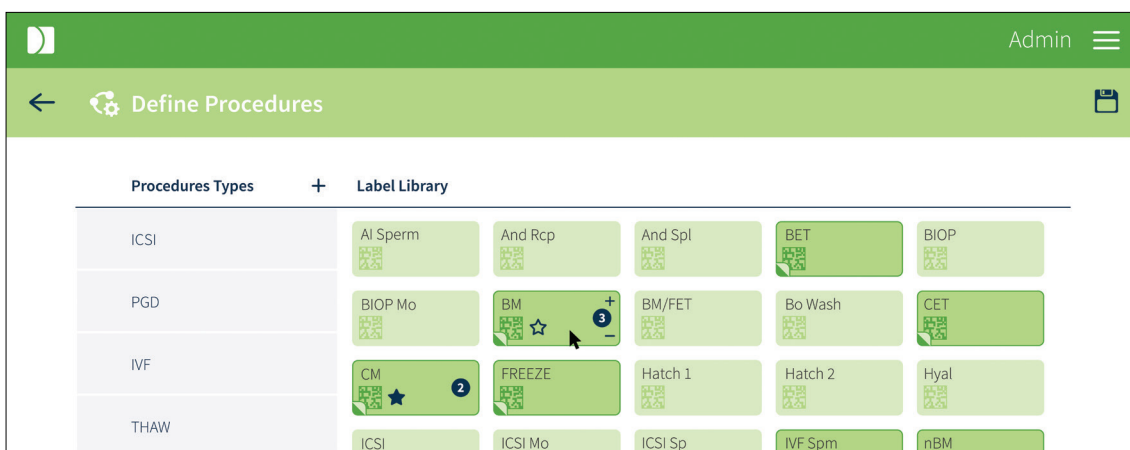 Admin
Define Procedures
Procedures Types + Label Library
ICSI
PGD
IVF
THAW
AI Sperm And Rcp And Spl BET BIOP
BIOP Mo BM + 3 − BM/FET Bo Wash CET
CM 2 FREEZE Hatch 1 Hatch 2 Hyal
ICSI ICSI Mo ICSI Sp IVF Spm nBM